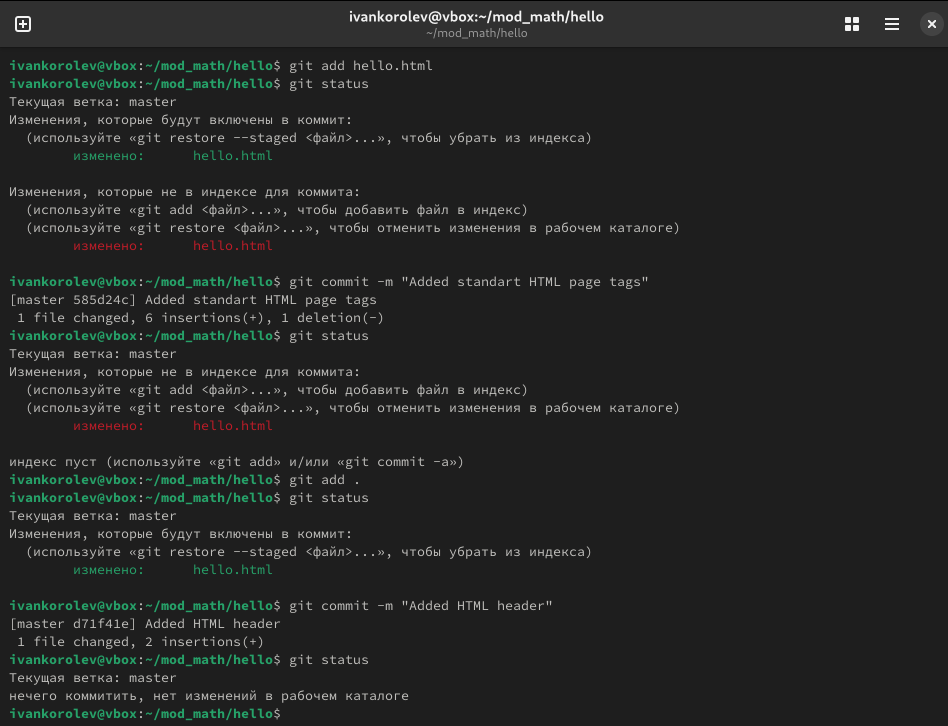 ivankorolev@vbox:~/mod_math/hello
~/mod_math/hello
ivankorolev@vbox:~/mod_math/hello$ git add hello.html
ivankorolev@vbox:~/mod_math/hello$ git status
Текущая ветка: master
Изменения, которые будут включены в коммит:
  (используйте «git restore --staged <файл>...», чтобы убрать из индекса)
        изменено:      hello.html

Изменения, которые не в индексе для коммита:
  (используйте «git add <файл>...», чтобы добавить файл в индекс)
  (используйте «git restore <файл>...», чтобы отменить изменения в рабочем каталоге)
        изменено:      hello.html

ivankorolev@vbox:~/mod_math/hello$ git commit -m "Added standart HTML page tags"
[master 585d24c] Added standart HTML page tags
 1 file changed, 6 insertions(+), 1 deletion(-)
ivankorolev@vbox:~/mod_math/hello$ git status
Текущая ветка: master
Изменения, которые не в индексе для коммита:
  (используйте «git add <файл>...», чтобы добавить файл в индекс)
  (используйте «git restore <файл>...», чтобы отменить изменения в рабочем каталоге)
        изменено:      hello.html

индекс пуст (используйте «git add» и/или «git commit -a»)
ivankorolev@vbox:~/mod_math/hello$ git add .
ivankorolev@vbox:~/mod_math/hello$ git status
Текущая ветка: master
Изменения, которые будут включены в коммит:
  (используйте «git restore --staged <файл>...», чтобы убрать из индекса)
        изменено:      hello.html

ivankorolev@vbox:~/mod_math/hello$ git commit -m "Added HTML header"
[master d71f41e] Added HTML header
 1 file changed, 2 insertions(+)
ivankorolev@vbox:~/mod_math/hello$ git status
Текущая ветка: master
нечего коммитить, нет изменений в рабочем каталоге
ivankorolev@vbox:~/mod_math/hello$